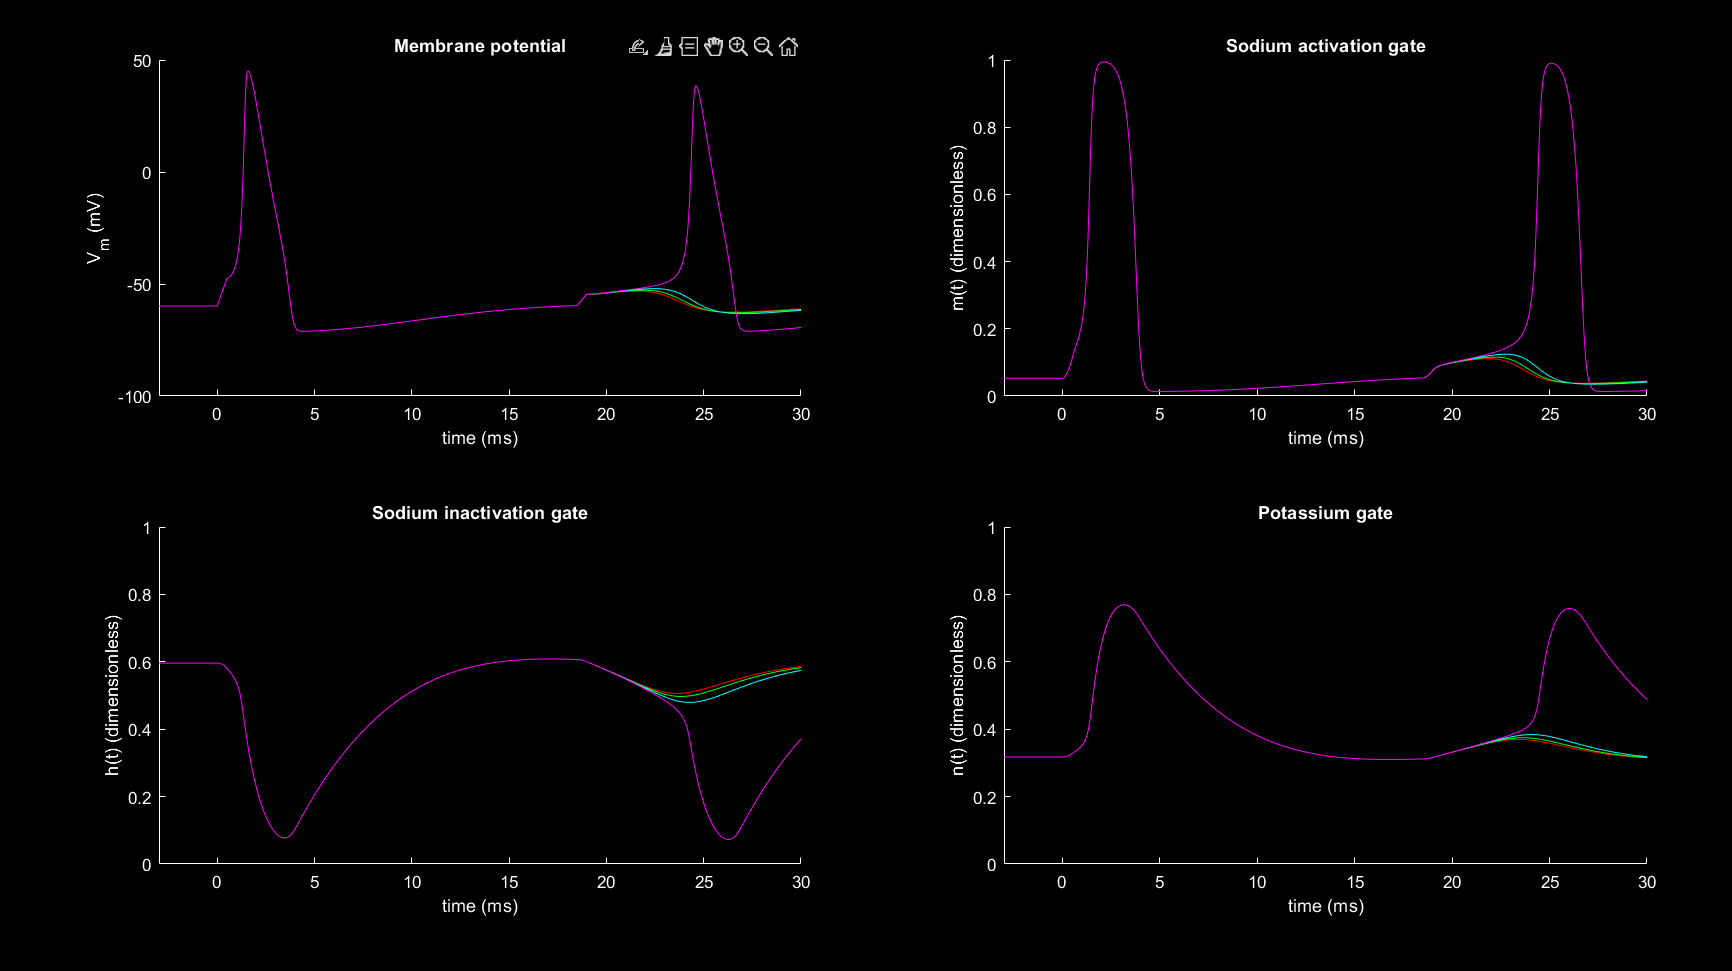 Membrane potential
50
0
-50
-100
V_m (mV)
0 5 10 15 20 25 30
time (ms)
Sodium activation gate
1
0.8
0.6
0.4
0.2
0
m(t) (dimensionless)
0 5 10 15 20 25 30
time (ms)
Sodium inactivation gate
1
0.8
0.6
0.4
0.2
0
h(t) (dimensionless)
0 5 10 15 20 25 30
time (ms)
Potassium gate
1
0.8
0.6
0.4
0.2
0
n(t) (dimensionless)
0 5 10 15 20 25 30
time (ms)